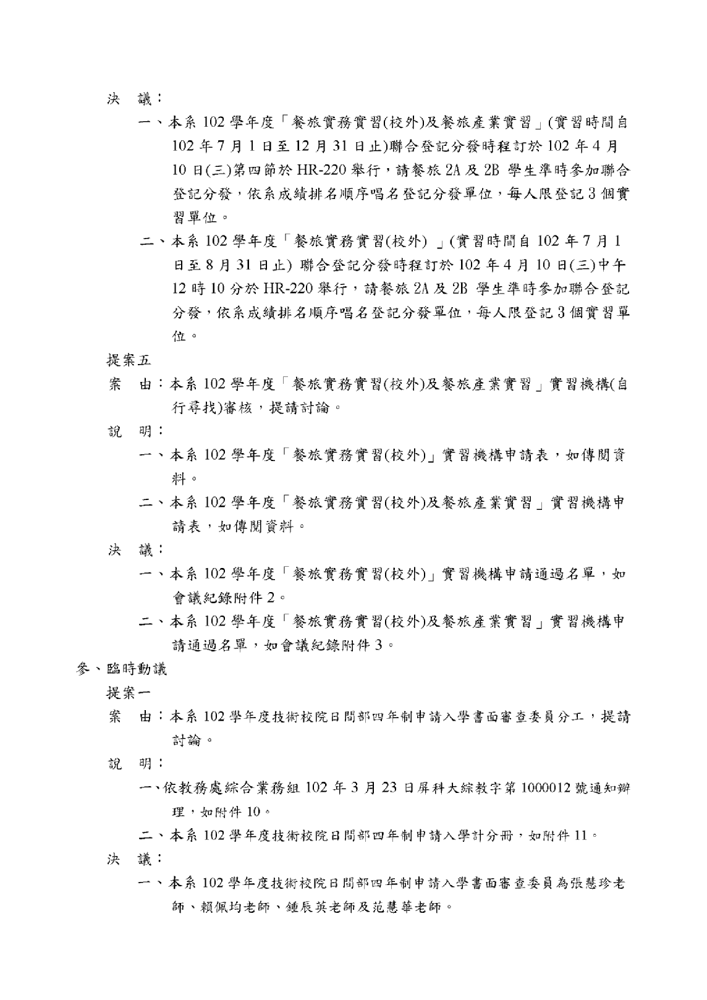 決　議：
一、本系 102 學年度「餐旅實務實習(校外)及餐旅產業實習」(實習時間自
102 年 7 月 1 日至 12 月 31 日止)聯合登記分發時程訂於 102 年 4 月
10 日(三)第四節於 HR-220 舉行，請餐旅 2A 及 2B 學生準時參加聯合
登記分發，依系成績排名順序唱名登記分發單位，每人限登記 3 個實
習單位。
二、本系 102 學年度「餐旅實務實習(校外) 」(實習時間自 102 年 7 月 1
日至 8 月 31 日止) 聯合登記分發時程訂於 102 年 4 月 10 日(三)中午
12 時 10 分於 HR-220 舉行，請餐旅 2A 及 2B 學生準時參加聯合登記
分發，依系成績排名順序唱名登記分發單位，每人限登記 3 個實習單
位。
提案五
案　由：本系 102 學年度「餐旅實務實習(校外)及餐旅產業實習」實習機構(自
行尋找)審核，提請討論。
說　明：
一、本系 102 學年度「餐旅實務實習(校外)」實習機構申請表，如傳閱資
料。
二、本系 102 學年度「餐旅實務實習(校外)及餐旅產業實習」實習機構申
請表，如傳閱資料。
決　議：
一、本系 102 學年度「餐旅實務實習(校外)」實習機構申請通過名單，如
會議紀錄附件 2。
二、本系 102 學年度「餐旅實務實習(校外)及餐旅產業實習」實習機構申
請通過名單，如會議紀錄附件 3。
參、臨時動議
提案一
案　由：本系 102 學年度技術校院日間部四年制申請入學書面審查委員分工，提請
討論。
說　明：
一、依教務處綜合業務組 102 年 3 月 23 日屏科大綜教字第 1000012 號通知辦
理，如附件 10。
二、本系 102 學年度技術校院日間部四年制申請入學計分冊，如附件 11。
決　議：
一、本系 102 學年度技術校院日間部四年制申請入學書面審查委員為張慧珍老
師、賴佩均老師、鍾辰英老師及范慧華老師。